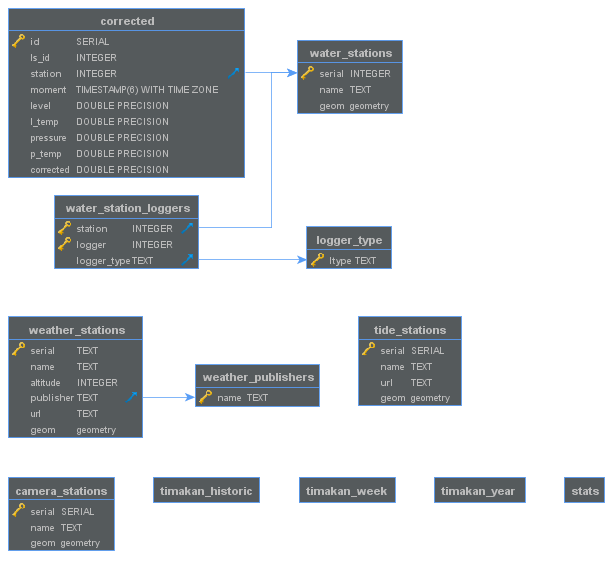 corrected
id SERIAL
ls_id INTEGER
station INTEGER
moment TIMESTAMP(6) WITH TIME ZONE
level DOUBLE PRECISION
l_temp DOUBLE PRECISION
pressure DOUBLE PRECISION
p_temp DOUBLE PRECISION
corrected DOUBLE PRECISION
water_stations
serial INTEGER
name TEXT
geom geometry
water_station_loggers
station INTEGER
logger INTEGER
logger_type TEXT
logger_type
ltype TEXT
weather_stations
serial TEXT
name TEXT
altitude INTEGER
publisher TEXT
url TEXT
geom geometry
weather_publishers
name TEXT
tide_stations
serial SERIAL
name TEXT
url TEXT
geom geometry
camera_stations
serial SERIAL
name TEXT
geom geometry
timakan_historic
timakan_week
timakan_year
stats